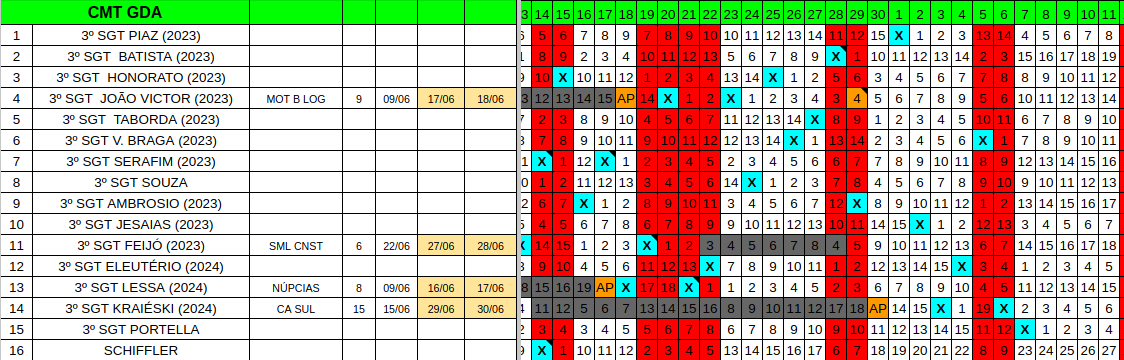 CMT GDA 14 15 16 17 18 19 20 21 22 23 24 25 26 27 28 29 30 1 2 3 4 5 6 7 8 9 10 11
1 3º SGT PIAZ (2023) 5 6 7 8 9 7 8 9 10 10 11 12 13 14 11 12 15 X 1 2 3 13 14 4 5 6 7 8
2 3º SGT BATISTA (2023) 8 9 2 3 4 10 11 12 13 5 6 7 8 9 X 1 10 11 12 13 14 2 3 15 16 17 18 19
3 3º SGT HONORATO (2023) 10 X 10 11 12 1 2 3 4 13 14 X 1 2 5 6 3 4 5 6 7 7 8 8 9 10 11 12
4 3º SGT JOÃO VICTOR (2023) MOT B LOG 9 09/06 17/06 18/06 12 13 14 15 AP 14 X 1 2 X 1 2 3 4 3 4 5 6 7 8 9 5 6 6 7 8 9 10
5 3º SGT TABORDA (2023) 2 3 8 9 10 4 5 6 7 11 12 13 14 X 8 9 1 2 3 4 5 10 11 6 7 8 9 10
6 3º SGT V. BRAGA (2023) 7 8 8 9 10 9 10 11 12 11 12 13 X 1 13 14 2 3 4 5 6 X 1 7 8 9 10 11
7 3º SGT SERAFIM (2023) X 1 12 X 1 2 3 4 5 2 3 4 5 6 6 7 7 8 9 10 11 8 9 12 13 14 15 16
8 3º SGT SOUZA 1 2 11 12 13 3 4 5 6 14 X 1 2 3 7 8 4 5 6 7 8 9 10 9 10 11 12 13
9 3º SGT AMBROSIO (2023) 6 7 X 1 2 8 9 10 11 3 4 5 6 7 12 X 8 9 10 11 12 1 2 13 14 15 16 17
10 3º SGT JESAIAS (2023) 4 5 4 5 6 6 7 8 9 9 10 11 12 13 10 11 14 15 X 1 2 12 13 3 4 5 6 7
11 3º SGT FEIJÓ (2023) SML CNST 6 22/06 27/06 28/06 X 14 15 1 2 3 X 1 2 3 4 5 6 7 8 4 5 9 10 11 12 13 6 7 14 15 16 17 18
12 3º SGT ELEUTÉRIO (2024) 9 10 4 5 6 11 12 13 X 7 8 9 10 11 1 2 12 13 14 15 X 3 4 1 2 3 4 5
13 3º SGT LESSA (2024) NÚPCIAS 8 09/06 16/06 17/06 15 16 19 AP X 17 18 X 1 1 2 3 4 5 2 3 6 7 8 9 10 4 5 11 12 13 14 15
14 3º SGT KRAIÉSKI (2024) CA SUL 15 15/06 29/06 30/06 11 12 5 6 7 13 14 15 16 8 9 10 11 12 17 18 AP 14 15 X 1 19 X 2 3 4 5 6
15 3º SGT PORTELLA 3 4 3 4 5 5 6 7 8 6 7 8 9 10 9 10 11 12 13 14 15 11 12 X 1 2 3 4
16 SCHIFFLER X 1 10 11 12 2 3 4 5 13 14 15 16 17 6 7 18 19 20 21 22 8 9 23 24 25 26 27